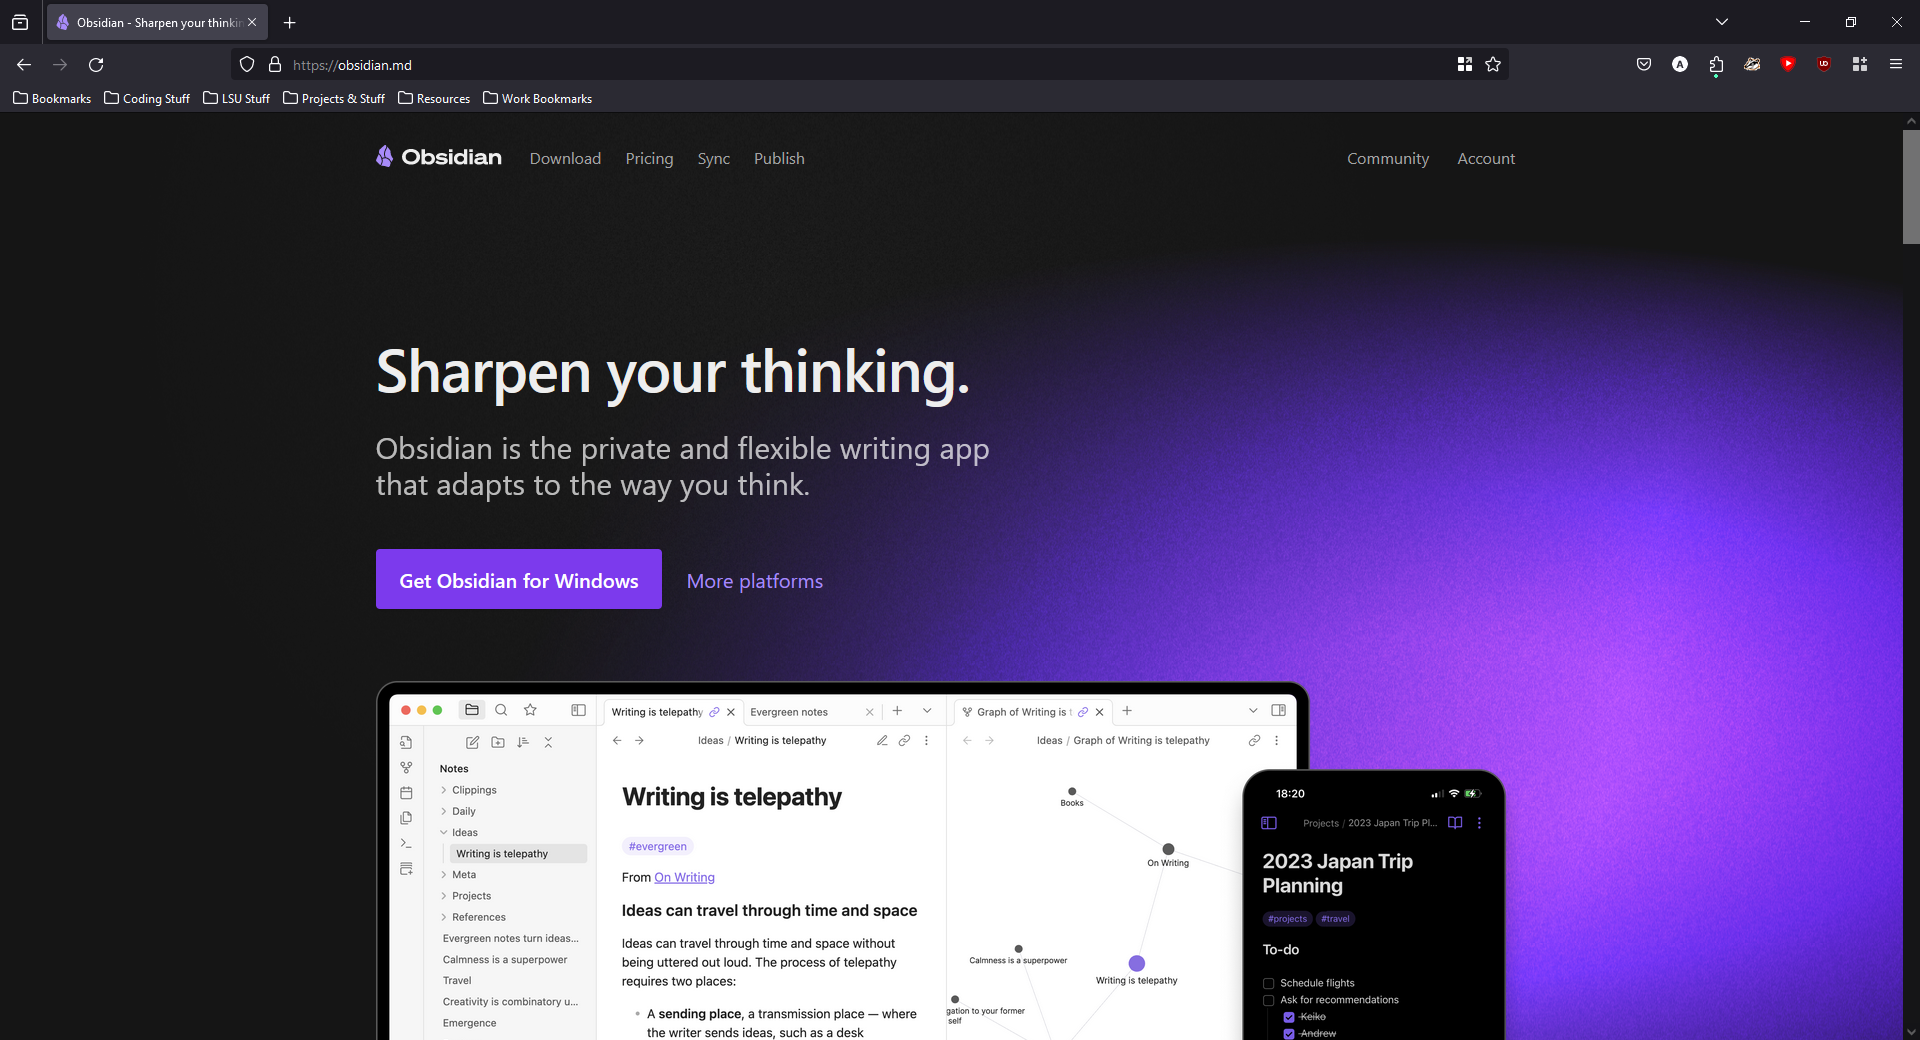 Obsidian - Sharpen your thinkin
https://obsidian.md
Bookmarks
Coding Stuff
LSU Stuff
Projects & Stuff
Resources
Work Bookmarks
Obsidian
Download
Pricing
Sync
Publish
Community
Account
Sharpen your thinking.
Obsidian is the private and flexible writing app
that adapts to the way you think.
Get Obsidian for Windows
More platforms
Notes
Clippings
Daily
Ideas
Writing is telepathy
Meta
Projects
References
Evergreen notes turn ideas...
Calmness is a superpower
Travel
Creativity is combinatory u...
Emergence
Writing is telepathy
Evergreen notes
Ideas / Writing is telepathy
Writing is telepathy
#evergreen
From On Writing
Ideas can travel through time and space
Ideas can travel through time and space without
being uttered out loud. The process of telepathy
requires two places:
• A sending place, a transmission place — where
the writer sends ideas, such as a desk
Graph of Writing is t
Ideas / Graph of Writing is telepathy
Books
On Writing
Calmness is a superpower
Writing is telepathy
gation to your former
self
18:20
Projects / 2023 Japan Trip Pl...
2023 Japan Trip
Planning
#projects #travel
To-do
Schedule flights
Ask for recommendations
Keiko
Andrew